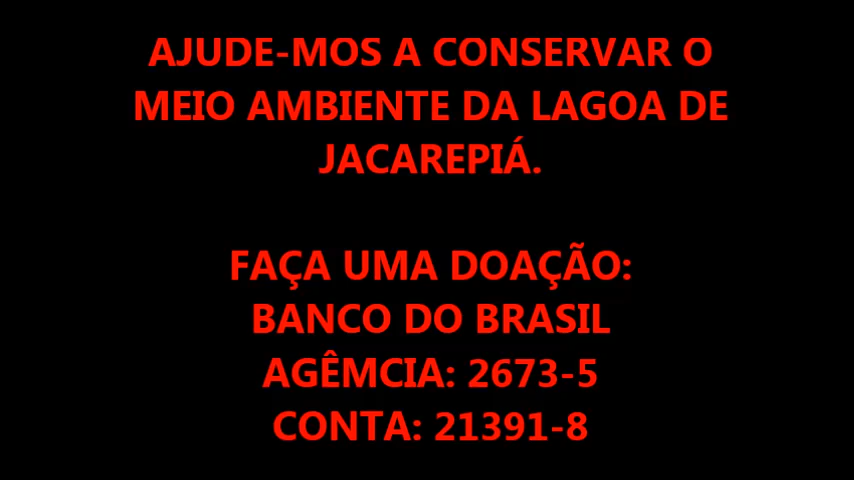 AJUDE-MOS A CONSERVAR O
MEIO AMBIENTE DA LAGOA DE
JACAREPIÁ.
FAÇA UMA DOAÇÃO:
BANCO DO BRASIL
AGÊMCIA: 2673-5
CONTA: 21391-8